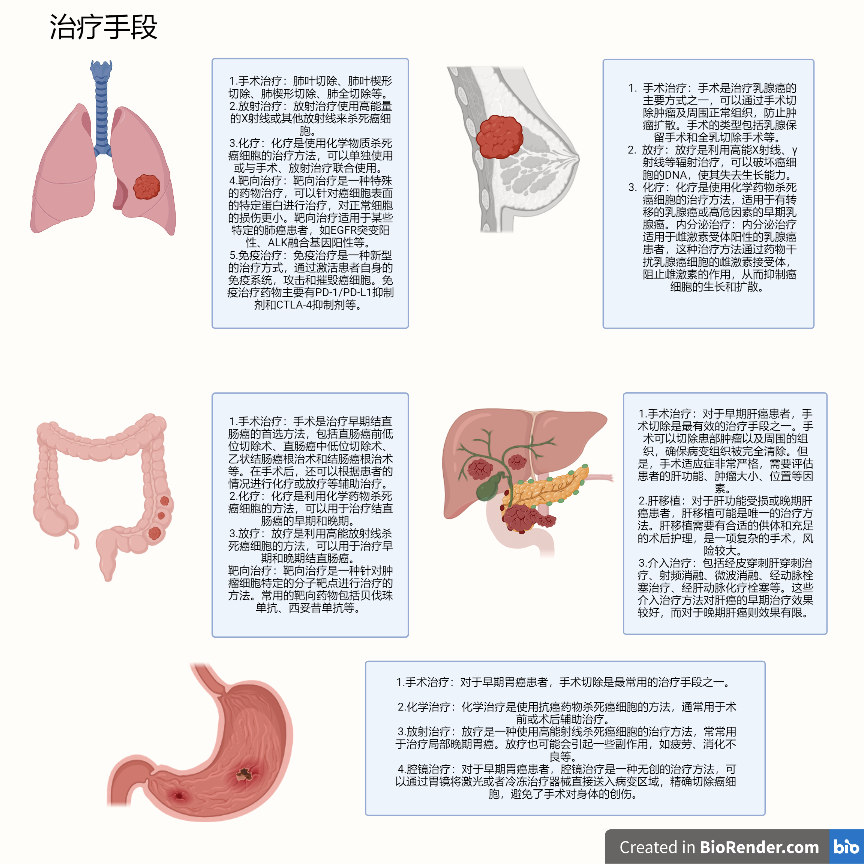 治疗手段
1.手术治疗：肺叶切除、肺叶楔形
切除、肺楔形切除、肺全切除等。
2.放射治疗：放射治疗使用高能量
的X射线或其他放射线来杀死癌细
胞。
3.化疗：化疗是使用化学物质杀死
癌细胞的治疗方法，可以单独使用
或与手术、放射治疗联合使用。
4.靶向治疗：靶向治疗是一种特殊
的药物治疗，可以针对癌细胞表面
的特定蛋白进行治疗，对正常细胞
的损伤更小。靶向治疗适用于某些
特定的肺癌患者，如EGFR突变阳
性、ALK融合基因阳性等。
5.免疫治疗：免疫治疗是一种新型
的治疗方式，通过激活患者自身的
免疫系统，攻击和摧毁癌细胞。免
疫治疗药物主要有PD-1/PD-L1抑制
剂和CTLA-4抑制剂等。
1. 手术治疗：手术是治疗乳腺癌的
主要方式之一，可以通过手术切
除肿瘤及周围正常组织，防止肿
瘤扩散。手术的类型包括乳腺保
留手术和全乳切除手术等。
2. 放疗：放疗是利用高能X射线、γ
射线等辐射治疗，可以破坏癌细
胞的DNA，使其失去生长能力。
3. 化疗：化疗是使用化学药物杀死
癌细胞的治疗方法，适用于有转
移的乳腺癌或高危因素的早期乳
腺癌。内分泌治疗：内分泌治疗
适用于雌激素受体阳性的乳腺癌
患者，这种治疗方法通过药物干
扰乳腺癌细胞的雌激素接受体，
阻止雌激素的作用，从而抑制癌
细胞的生长和扩散。
1.手术治疗：手术是治疗早期结直
肠癌的首选方法，包括直肠癌前低
位切除术、直肠癌中低位切除术、
乙状结肠癌根治术和结肠癌根治术
等。在手术后，还可以根据患者的
情况进行化疗或放疗等辅助治疗。
2.化疗：化疗是利用化学药物杀死
癌细胞的方法，可以用于治疗结直
肠癌的早期和晚期。
3.放疗：放疗是利用高能放射线杀
死癌细胞的方法，可以用于治疗早
期和晚期结直肠癌。
靶向治疗：靶向治疗是一种针对肿
瘤细胞特定的分子靶点进行治疗的
方法。常用的靶向药物包括贝伐珠
单抗、西妥昔单抗等。
1.手术治疗：对于早期肝癌患者，手
术切除是最有效的治疗手段之一。手
术可以切除患部肿瘤以及周围的组
织，确保病变组织被完全清除。但
是，手术适应症非常严格，需要评估
患者的肝功能、肿瘤大小、位置等因
素。
2.肝移植：对于肝功能受损或晚期肝
癌患者，肝移植可能是唯一的治疗方
法。肝移植需要有合适的供体和充足
的术后护理，是一项复杂的手术，风
险较大。
3.介入治疗：包括经皮穿刺肝穿刺治
疗、射频消融、微波消融、经动脉栓
塞治疗、经肝动脉化疗栓塞等。这些
介入治疗方法对肝癌的早期治疗效果
较好，而对于晚期肝癌则效果有限。
1.手术治疗：对于早期胃癌患者，手术切除是最常用的治疗手段之一。
2.化学治疗：化学治疗是使用抗癌药物杀死癌细胞的方法，通常用于术
前或术后辅助治疗。
3.放射治疗：放疗是一种使用高能射线杀死癌细胞的治疗方法，常常用
于治疗局部晚期胃癌。放疗也可能会引起一些副作用，如疲劳、消化不
良等。
4.腔镜治疗：对于早期胃癌患者，腔镜治疗是一种无创的治疗方法，可
以通过胃镜将激光或者冷冻治疗器械直接送入病变区域，精确切除癌细
胞，避免了手术对身体的创伤。
Created in BioRender.com bio